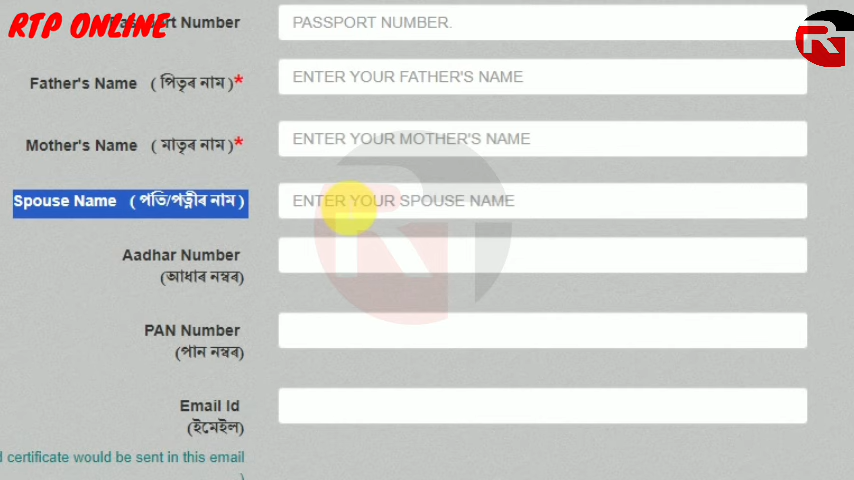 RTP ONLINE
Number
PASSPORT NUMBER.
Father's Name ( পিতৃৰ নাম )*
ENTER YOUR FATHER'S NAME
Mother's Name ( মাতৃৰ নাম )*
ENTER YOUR MOTHER'S NAME
Spouse Name ( পতি/পত্নীৰ নাম )
ENTER YOUR SPOUSE NAME
Aadhar Number
(আধাৰ নম্বৰ)
PAN Number
(পান নম্বৰ)
Email Id
(ইমেইল)
certificate would be sent in this email
)